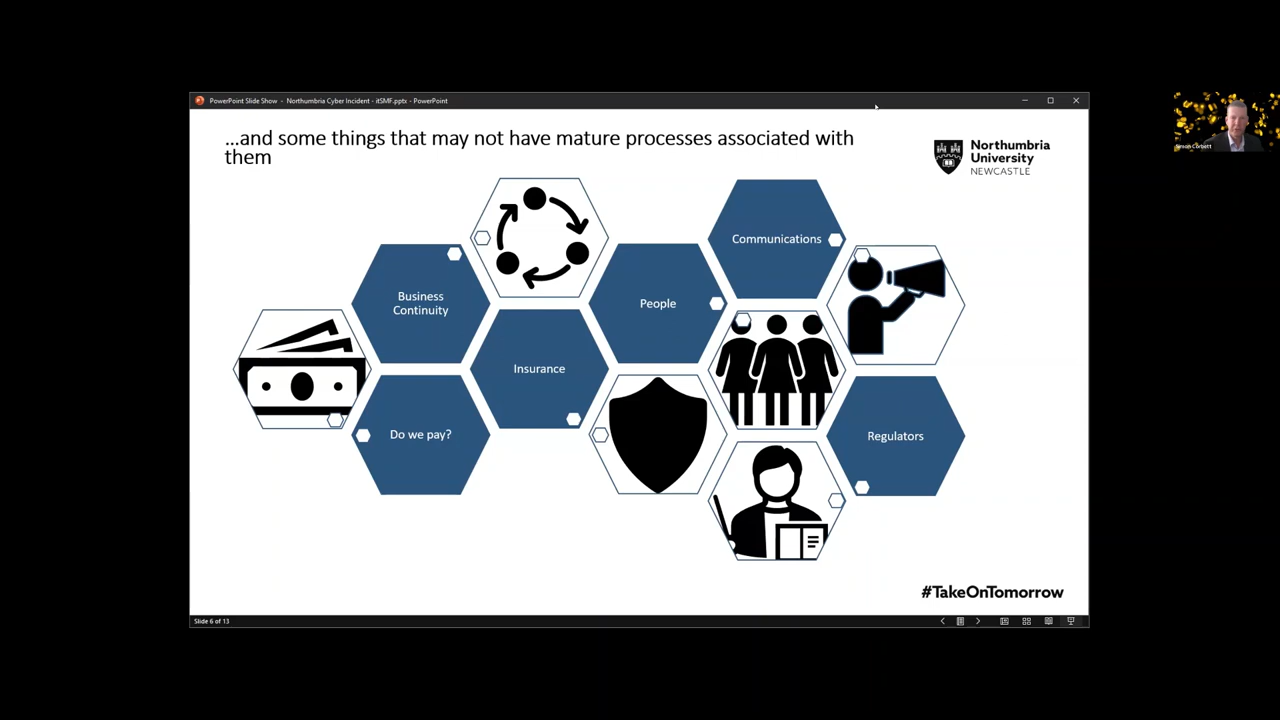 PowerPoint Slide Show - Northumbria Cyber Incident - itSMF.pptx - PowerPoint
...and some things that may not have mature processes associated with
them
Northumbria
University
NEWCASTLE
Communications
Business
Continuity
People
Insurance
Do we pay?
Regulators
#TakeOnTomorrow
Slide 6 of 13
Simon Corbett